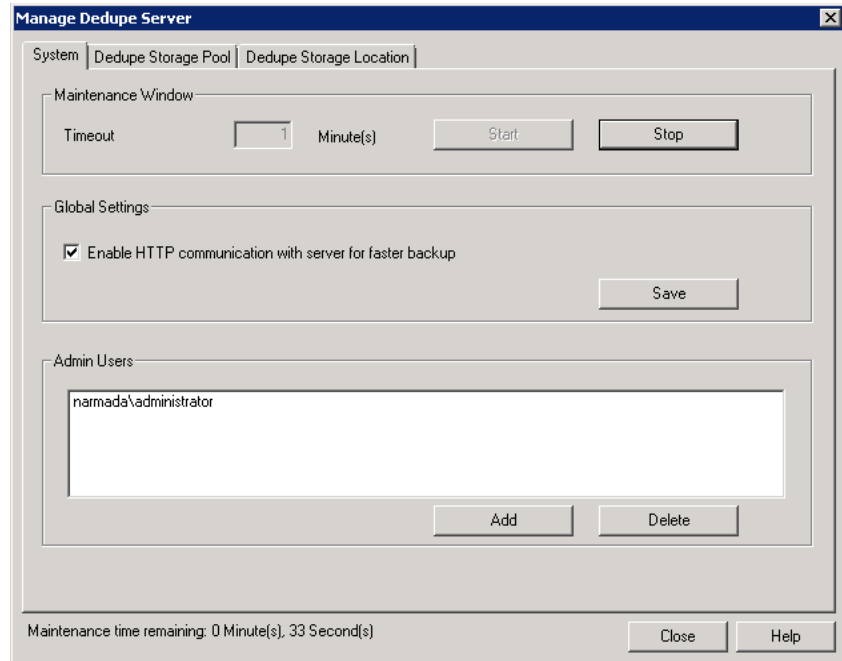 Manage Dedupe Server
System Dedupe Storage Pool Dedupe Storage Location
Maintenance Window
Timeout 1 Minute(s) Start Stop
Global Settings
Enable HTTP communication with server for faster backup
Save
Admin Users
narmada\administrator
Add Delete
Maintenance time remaining: 0 Minute(s), 33 Second(s)
Close Help